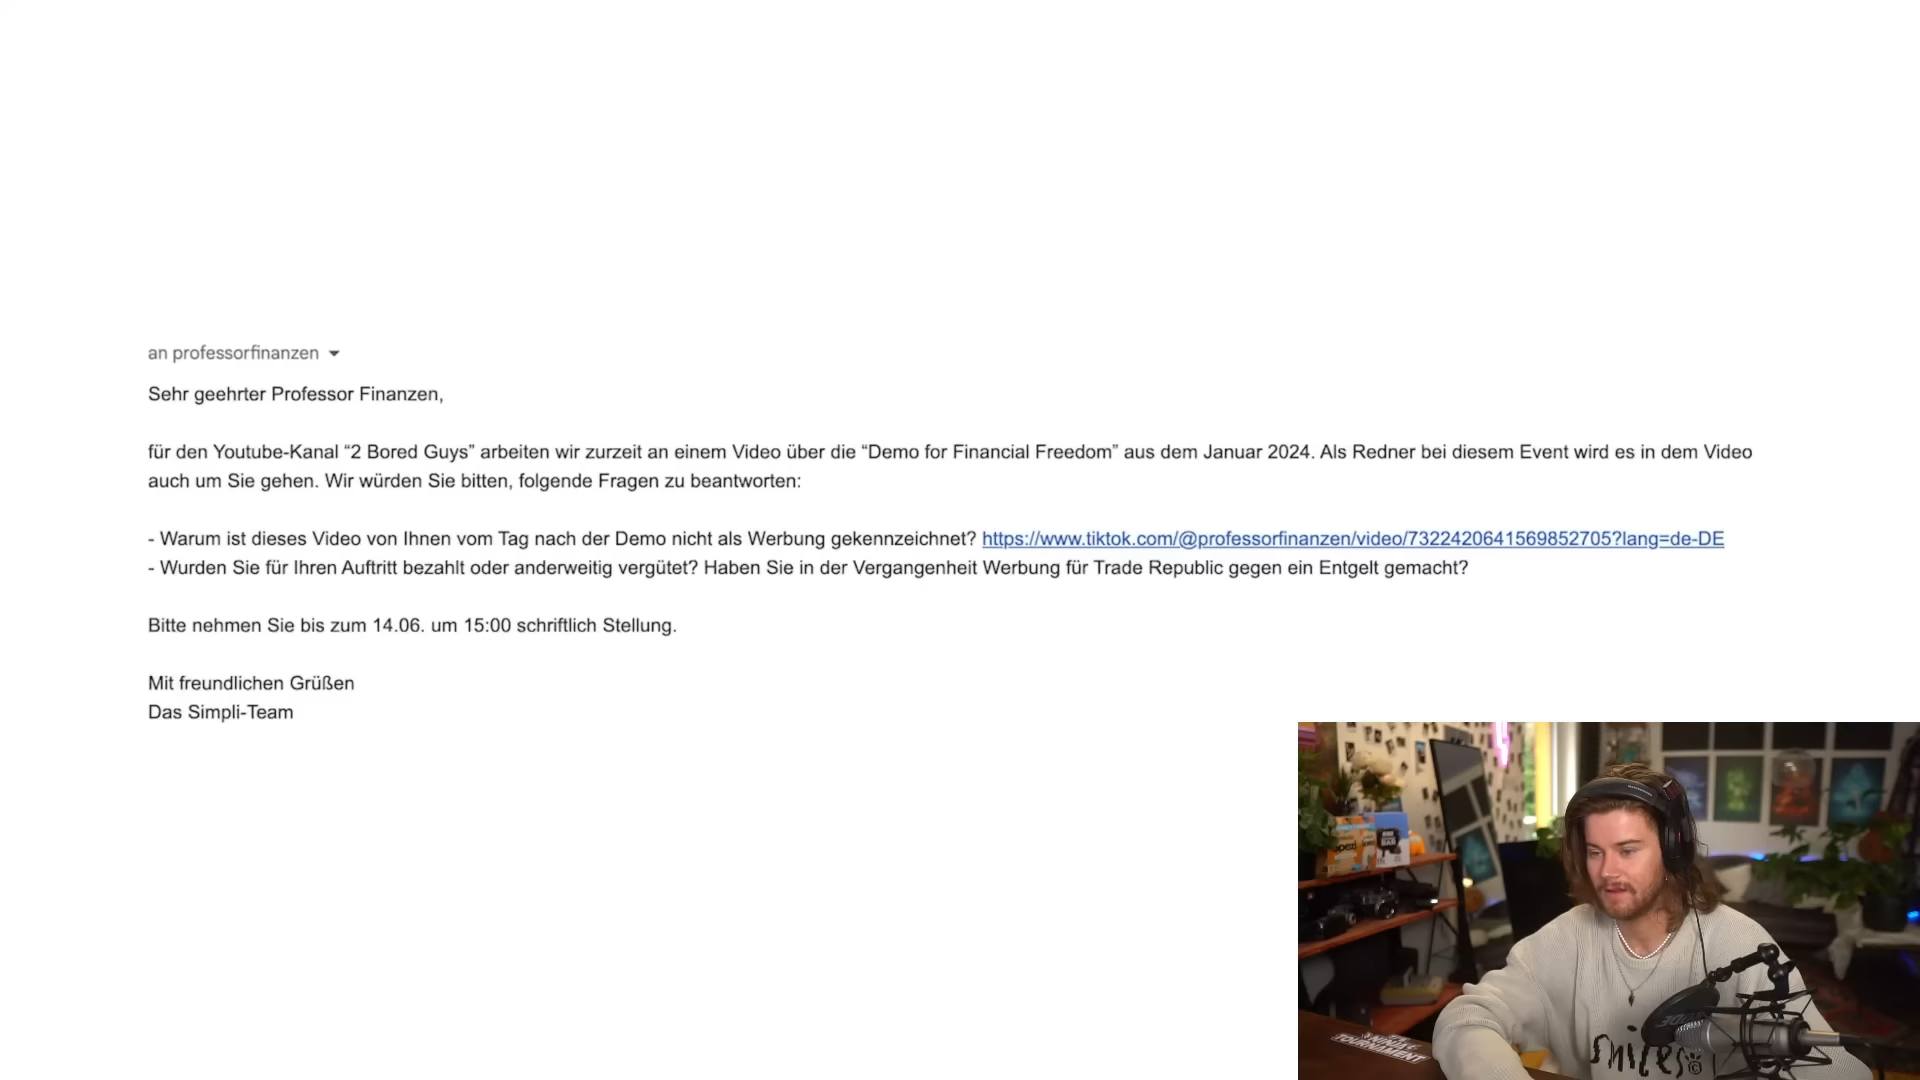 an professorfinanzen
Sehr geehrter Professor Finanzen,
für den Youtube-Kanal “2 Bored Guys” arbeiten wir zurzeit an einem Video über die “Demo for Financial Freedom” aus dem Januar 2024. Als Redner bei diesem Event wird es in dem Video
auch um Sie gehen. Wir würden Sie bitten, folgende Fragen zu beantworten:
- Warum ist dieses Video von Ihnen vom Tag nach der Demo nicht als Werbung gekennzeichnet? https://www.tiktok.com/@professorfinanzen/video/7322420641569852705?lang=de-DE
- Wurden Sie für Ihren Auftritt bezahlt oder anderweitig vergütet? Haben Sie in der Vergangenheit Werbung für Trade Republic gegen ein Entgelt gemacht?
Bitte nehmen Sie bis zum 14.06. um 15:00 schriftlich Stellung.
Mit freundlichen Grüßen
Das Simpli-Team
TOURNAMENT
smiles